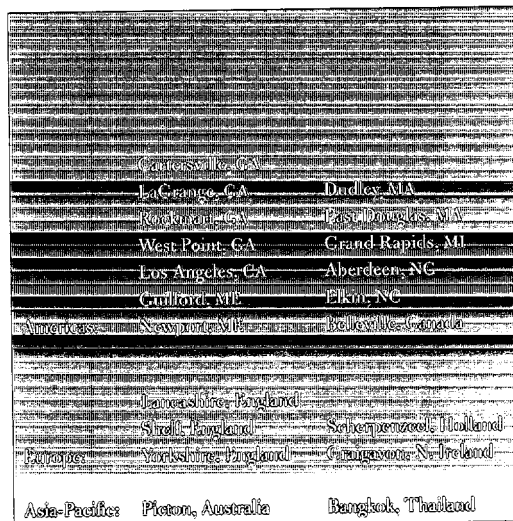 Cartersville, GA
LaGrange, GA Dudley, MA
Rockmart, GA East Douglas, MA
West Point, GA Grand Rapids, MI
Los Angeles, CA Aberdeen, NC
Guilford, ME Elkin, NC
Americas: Newport, ME Belleville, Canada
Lancashire, England
Shelf, England Scherpenzeel, Holland
Europe: Yorkshire, England Craigavon, N. Ireland
Asia-Pacific: Picton, Australia Bangkok, Thailand